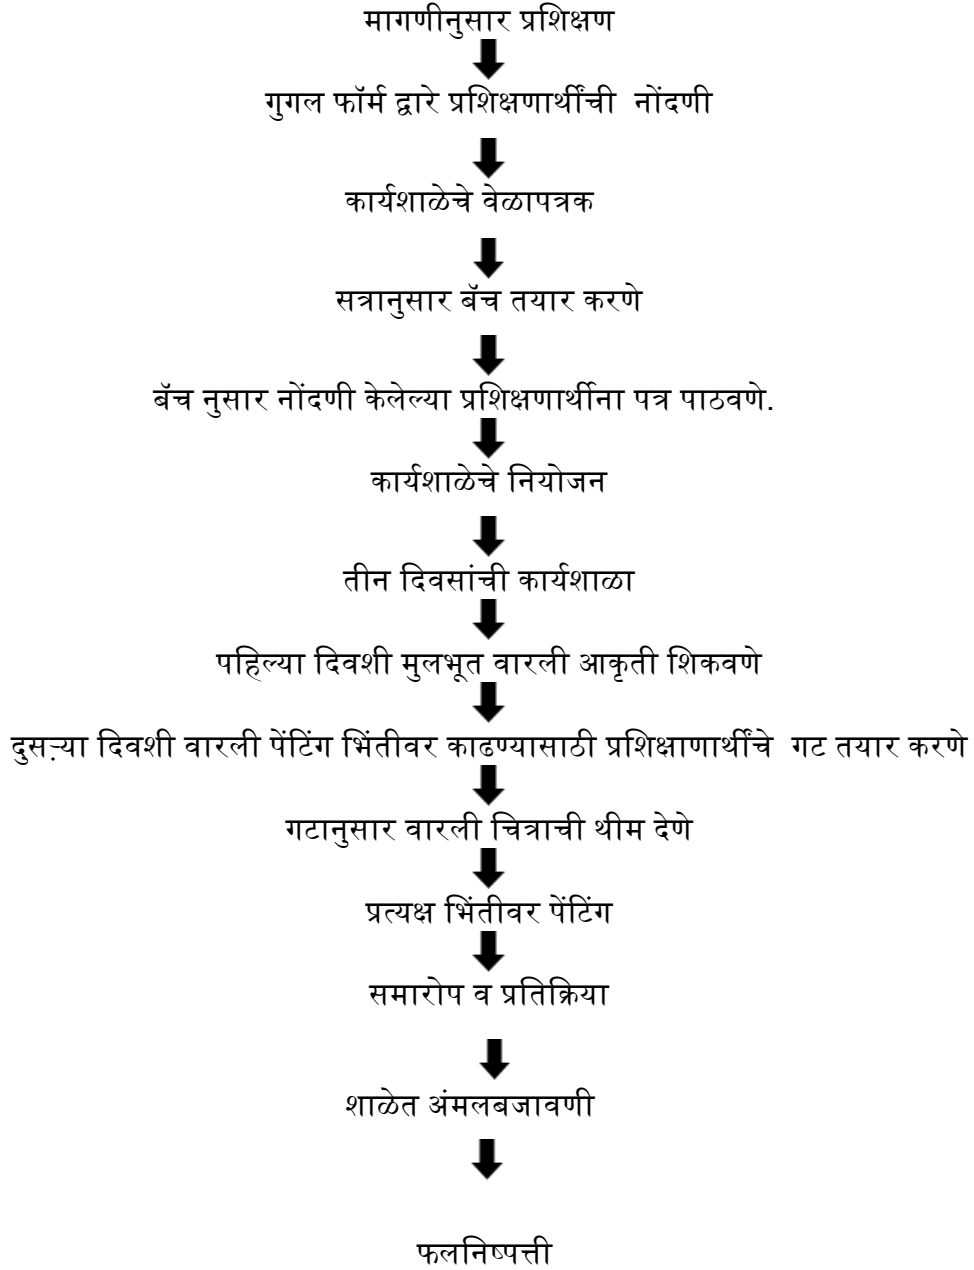 मागणीनुसार प्रशिक्षण
गुगल फॉर्म द्वारे प्रशिक्षणार्थींची नोंदणी
कार्यशाळेचे वेळापत्रक
सत्रानुसार बॅच तयार करणे
बॅच नुसार नोंदणी केलेल्या प्रशिक्षणार्थीना पत्र पाठवणे.
कार्यशाळेचे नियोजन
तीन दिवसांची कार्यशाळा
पहिल्या दिवशी मुलभूत वारली आकृती शिकवणे
दुसऱ्या दिवशी वारली पेंटिंग भिंतीवर काढण्यासाठी प्रशिक्षाणार्थींचे गट तयार करणे
गटानुसार वारली चित्राची थीम देणे
प्रत्यक्ष भिंतीवर पेंटिंग
समारोप व प्रतिक्रिया
शाळेत अंमलबजावणी
फलनिष्पत्ती